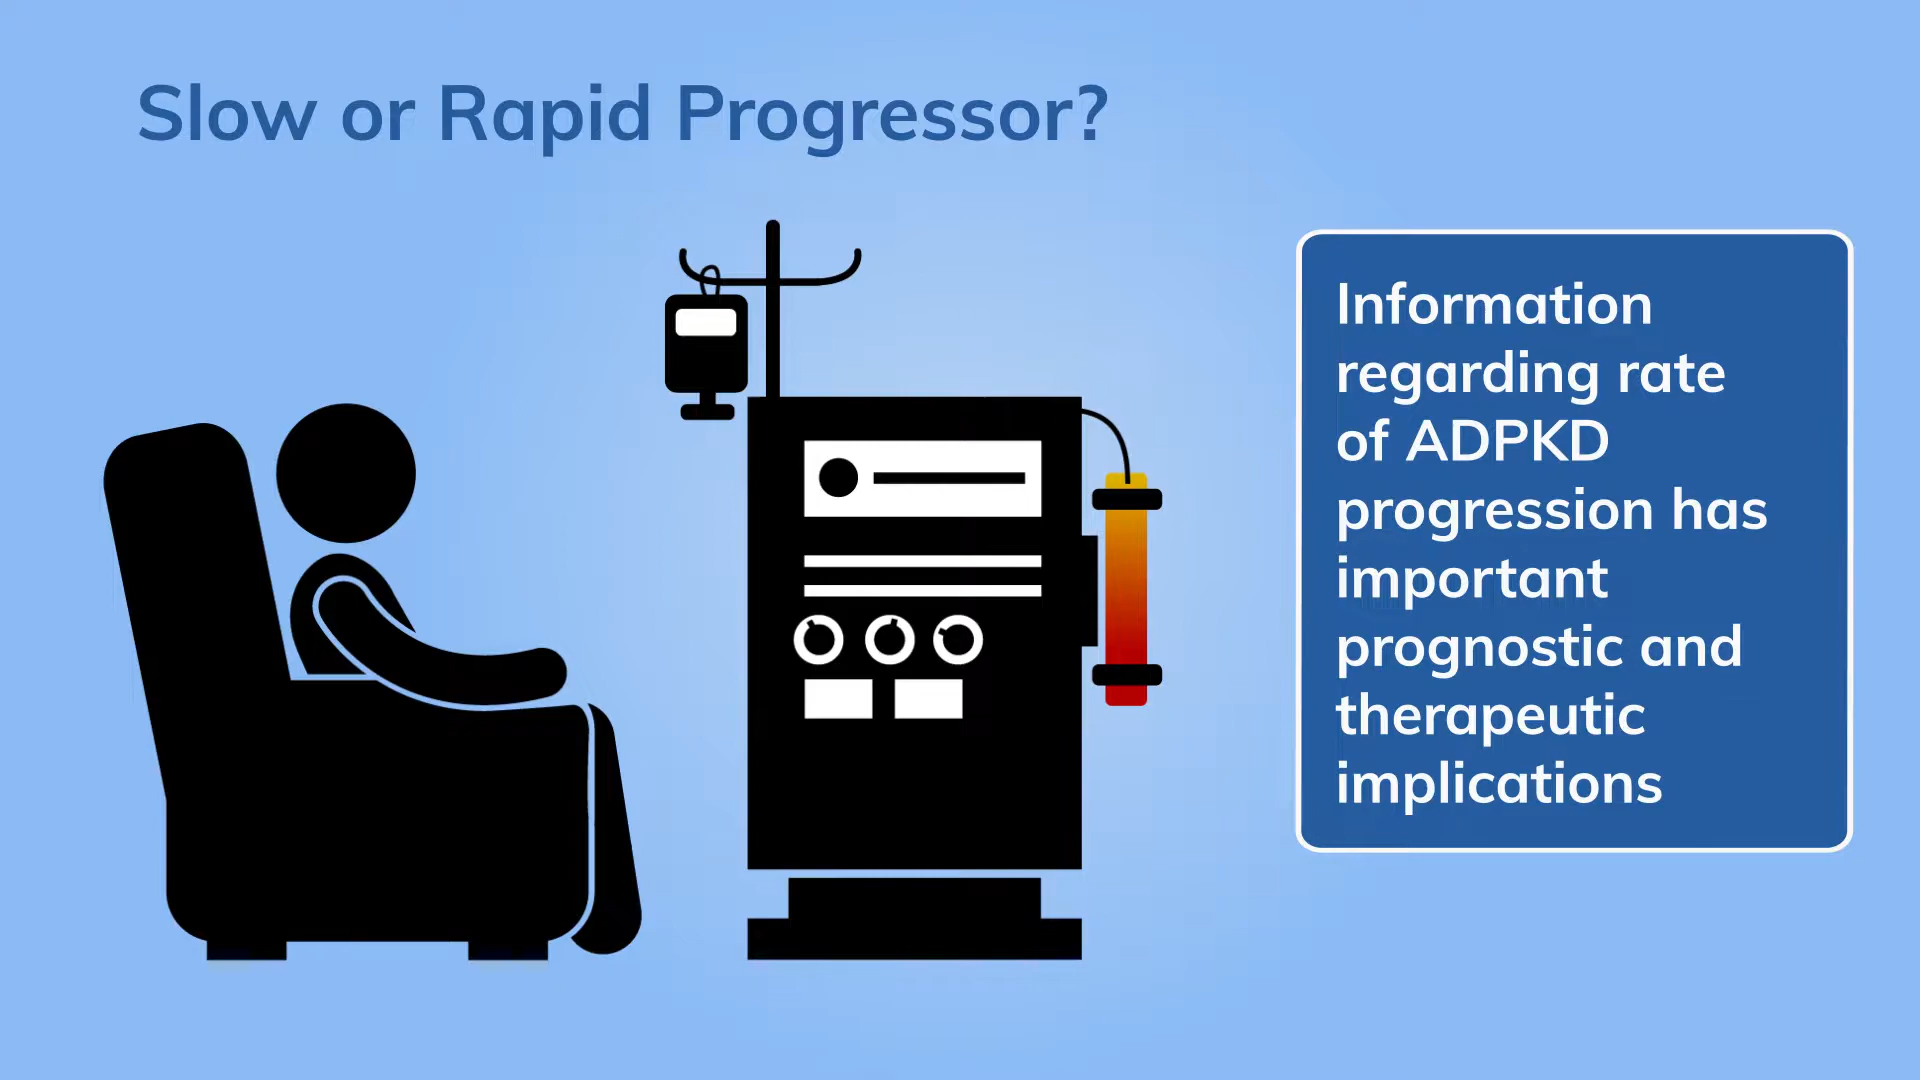 Slow or Rapid Progressor?
Information
regarding rate
of ADPKD
progression has
important
prognostic and
therapeutic
implications